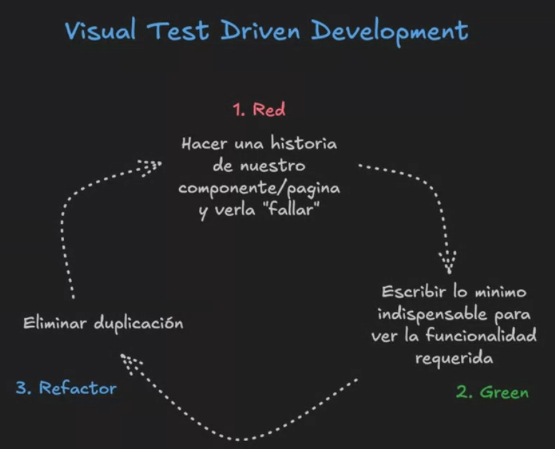 Visual Test Driven Development
1. Red
Hacer una historia
de nuestro
componente/pagina
y verla "fallar"
Escribir lo minimo
indispensable para
ver la funcionalidad
requerida
2. Green
Eliminar duplicación
3. Refactor